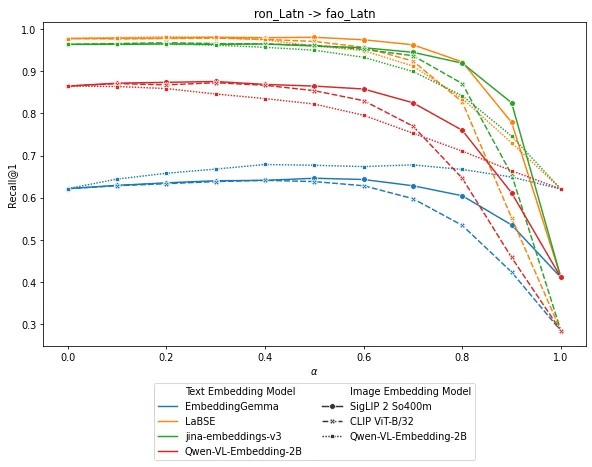 ron_Latn -> fao_Latn
Recall@1
1.0
0.9
0.8
0.7
0.6
0.5
0.4
0.3
0.0 0.2 0.4 0.6 0.8 1.0
α
Text Embedding Model
EmbeddingGemma
LaBSE
jina-embeddings-v3
Qwen-VL-Embedding-2B
Image Embedding Model
SigLIP 2 So400m
CLIP ViT-B/32
Qwen-VL-Embedding-2B